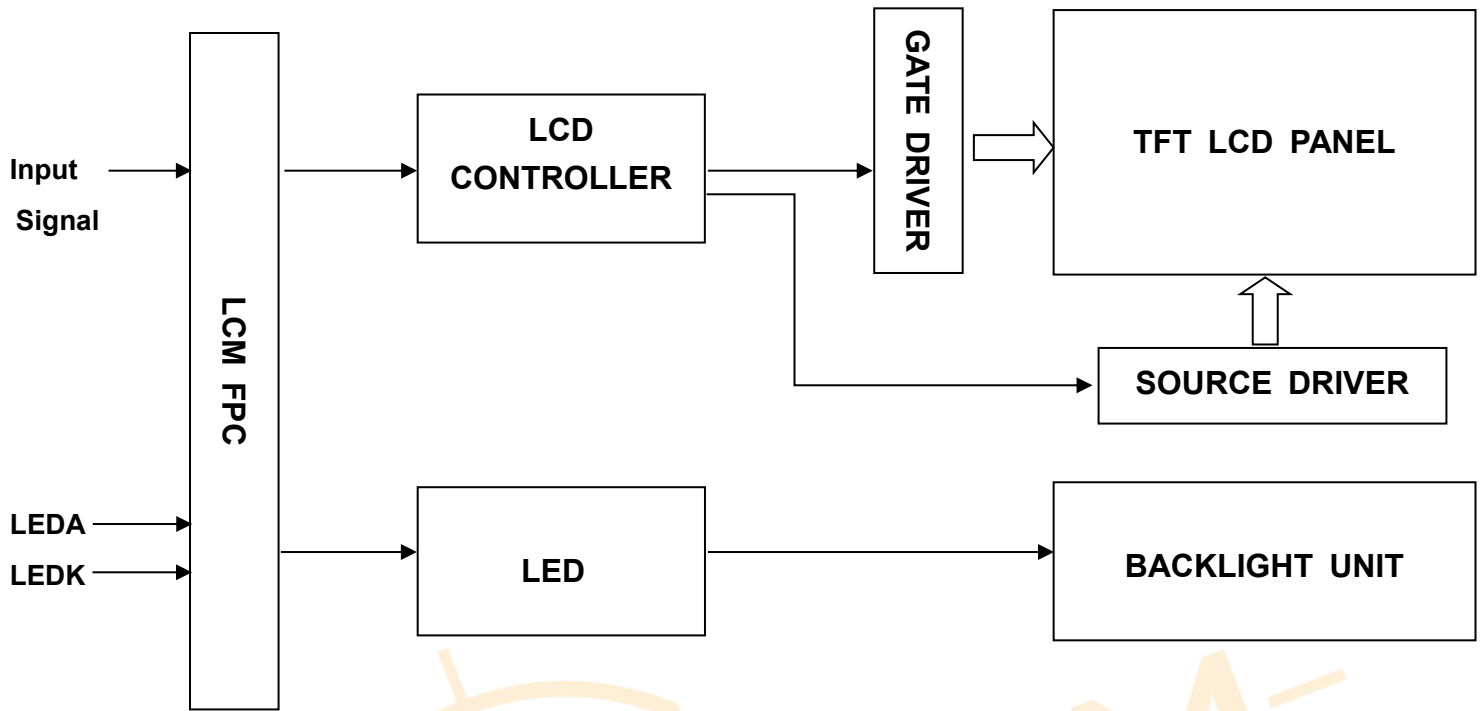 Input
Signal
LEDA
LEDK
LCM FPC
LCD
CONTROLLER
GATE DRIVER
TFT LCD PANEL
SOURCE DRIVER
LED
BACKLIGHT UNIT